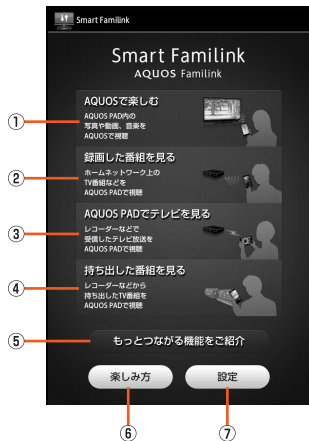 Smart Familink
Smart Familink
AQUOS Familink
AQUOSで楽しむ
AQUOS PAD内の
写真や動画、音楽を
AQUOSで視聴
①
録画した番組を見る
ホームネットワーク上の
TV番組などを
AQUOS PADで視聴
②
AQUOS PADでテレビを見る
レコーダーなどで
受信したテレビ放送を
AQUOS PADで視聴
③
持ち出した番組を見る
レコーダーなどから
持ち出したTV番組を
AQUOS PADで視聴
④
もっとつながる機能をご紹介
⑤
楽しみ方
設定
⑥
⑦